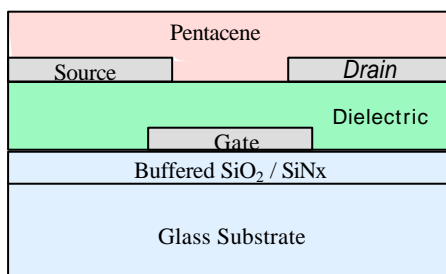 Pentacene
Source
Drain
Dielectric
Gate
Buffered SiO₂ / SiNx
Glass Substrate